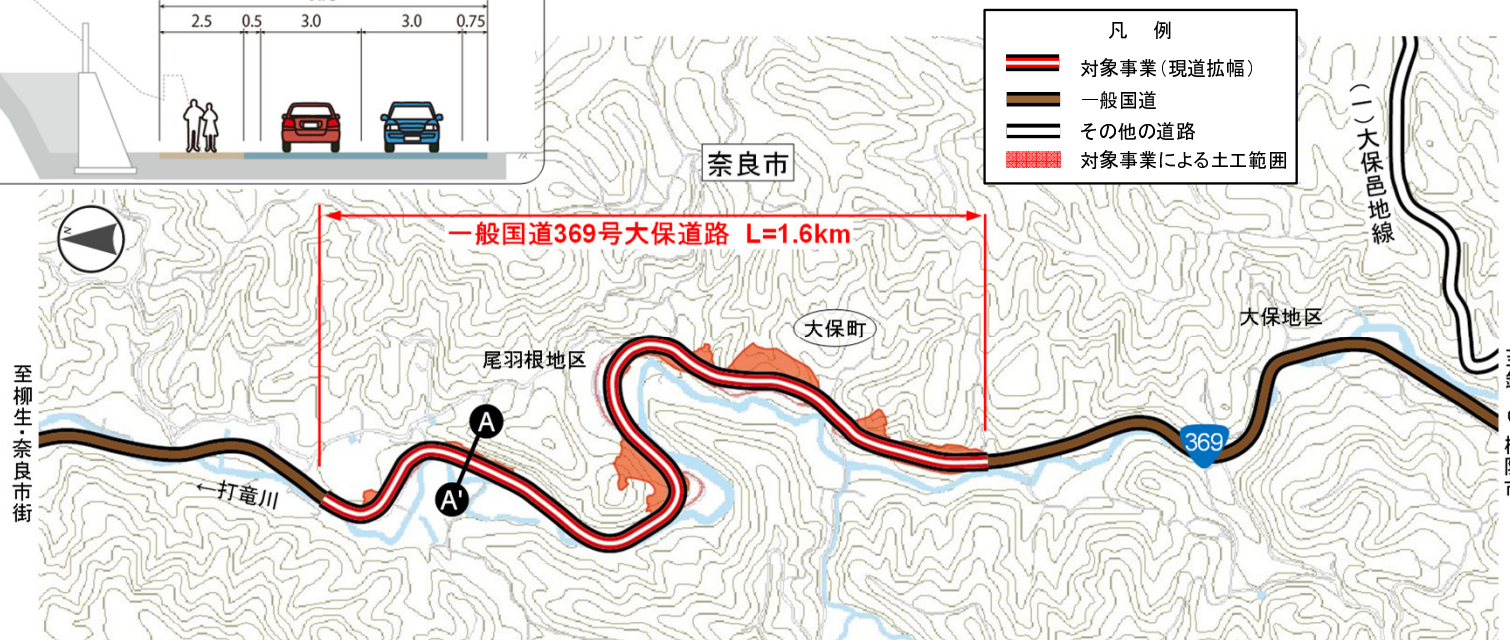 2.5
0.5
3.0
3.0
0.75
凡 例
対象事業(現道拡幅)
一般国道
その他の道路
対象事業による土工範囲
(一)大保邑地線
奈良市
一般国道369号大保道路 L=1.6km
N
大保町
大保地区
尾羽根地区
至柳生・奈良市街
A
A'
369
←打竜川